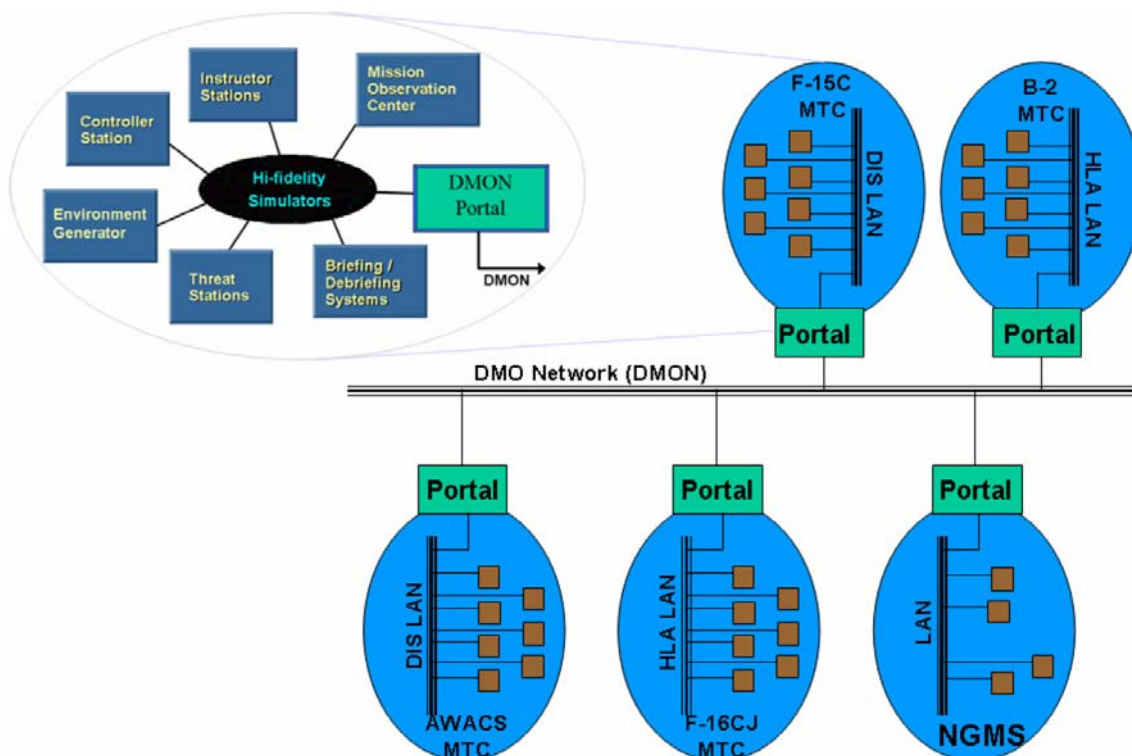 Instructor
Stations
Mission
Observation
Center
Controller
Station
Hi-fidelity
Simulators
DMON
Portal
Environment
Generator
Threat
Stations
Briefing /
Debriefing
Systems
DMON
F-15C
MTC
DIS LAN
Portal
B-2
MTC
HLA LAN
Portal
DMO Network (DMON)
Portal
DIS LAN
AWACS
MTC
Portal
HLA LAN
F-16CJ
MTC
Portal
LAN
NGMS